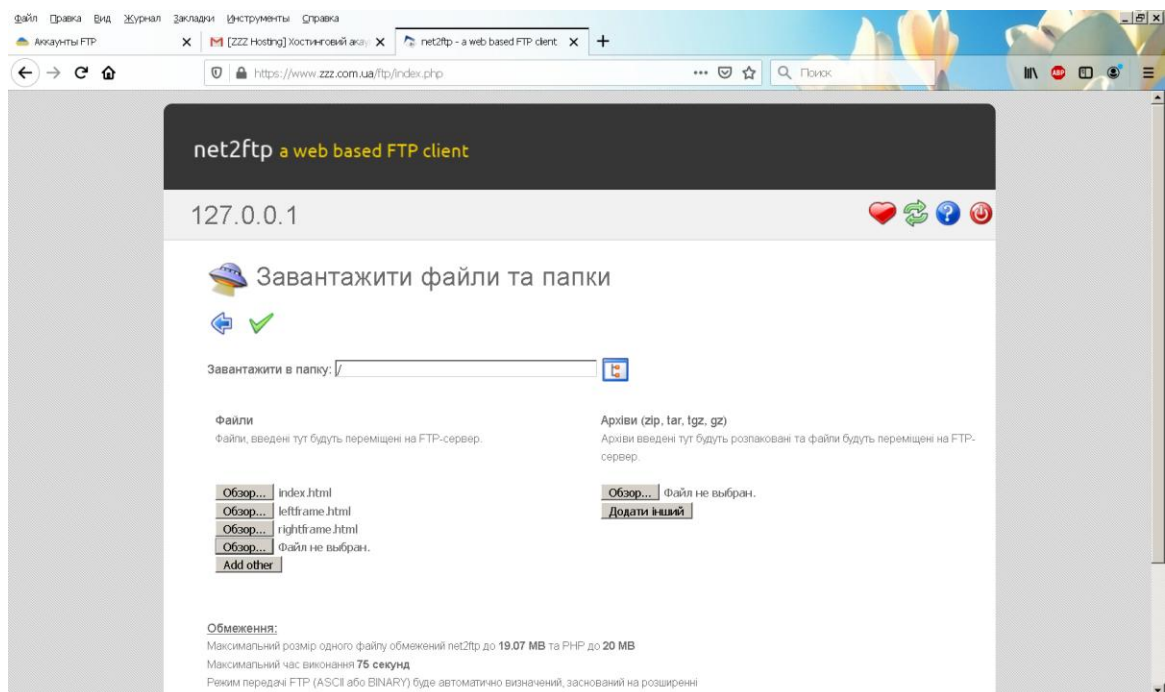 Файл Правка Вид Журнал Закладки Инструменты Справка
Аккаунты FTP
[ZZZ Hosting] Хостинговий ака
net2ftp - a web based FTP client
https://www.zzz.com.ua/ftp/index.php
Поиск
ABP
net2ftp a web based FTP client
127.0.0.1
Завантажити файли та папки
Завантажити в папку: /
Файли
Файли, введені тут будуть переміщені на FTP-сервер.
Обзор... index.html
Обзор... leftframe.html
Обзор... rightframe.html
Обзор... Файл не выбран.
Add other
Архіви (zip, tar, tgz, gz)
Архіви введені тут будуть розпаковані та файли будуть переміщені на FTP-
сервер.
Обзор... Файл не выбран.
Додати інший
Обмеження:
Максимальний розмір одного файлу обмежений net2ftp до 19.07 MB та PHP до 20 MB
Максимальний час виконання 75 секунд
Режим передачі FTP (ASCII або BINARY) буде автоматично визначений, заснований на розширенні